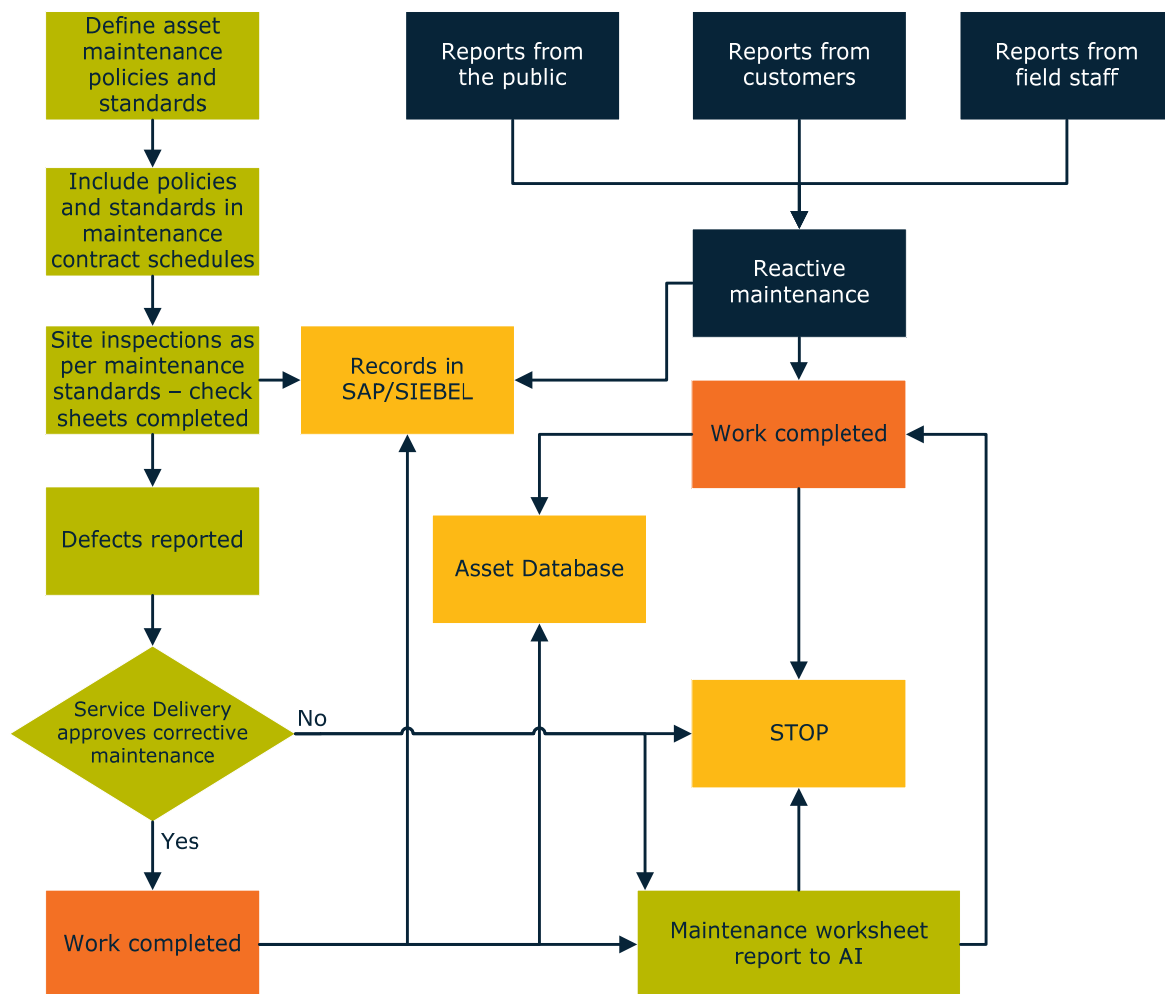 Define asset
maintenance
policies and
standards
Reports from
the public
Reports from
customers
Reports from
field staff
Include policies
and standards in
maintenance
contract schedules
Reactive
maintenance
Site inspections as
per maintenance
standards – check
sheets completed
Records in
SAP/SIEBEL
Work completed
Defects reported
Asset Database
Service Delivery
approves corrective
maintenance
No
STOP
Yes
Work completed
Maintenance worksheet
report to AI